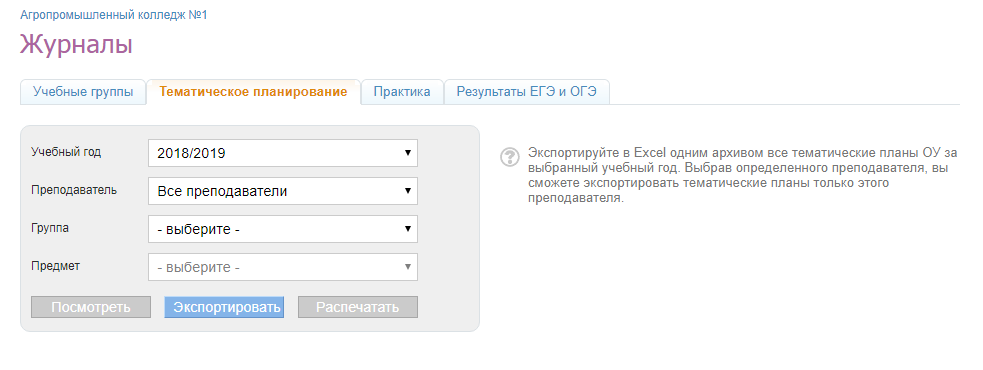 Агропромышленный колледж №1
Журналы
Учебные группы Тематическое планирование Практика Результаты ЕГЭ и ОГЭ
Учебный год 2018/2019
Преподаватель Все преподаватели
Группа - выберите -
Предмет - выберите -
Посмотреть Экспортировать Распечатать
? Экспортируйте в Excel одним архивом все тематические планы ОУ за
выбранный учебный год. Выбрав определенного преподавателя, вы
сможете экспортировать тематические планы только этого
преподавателя.